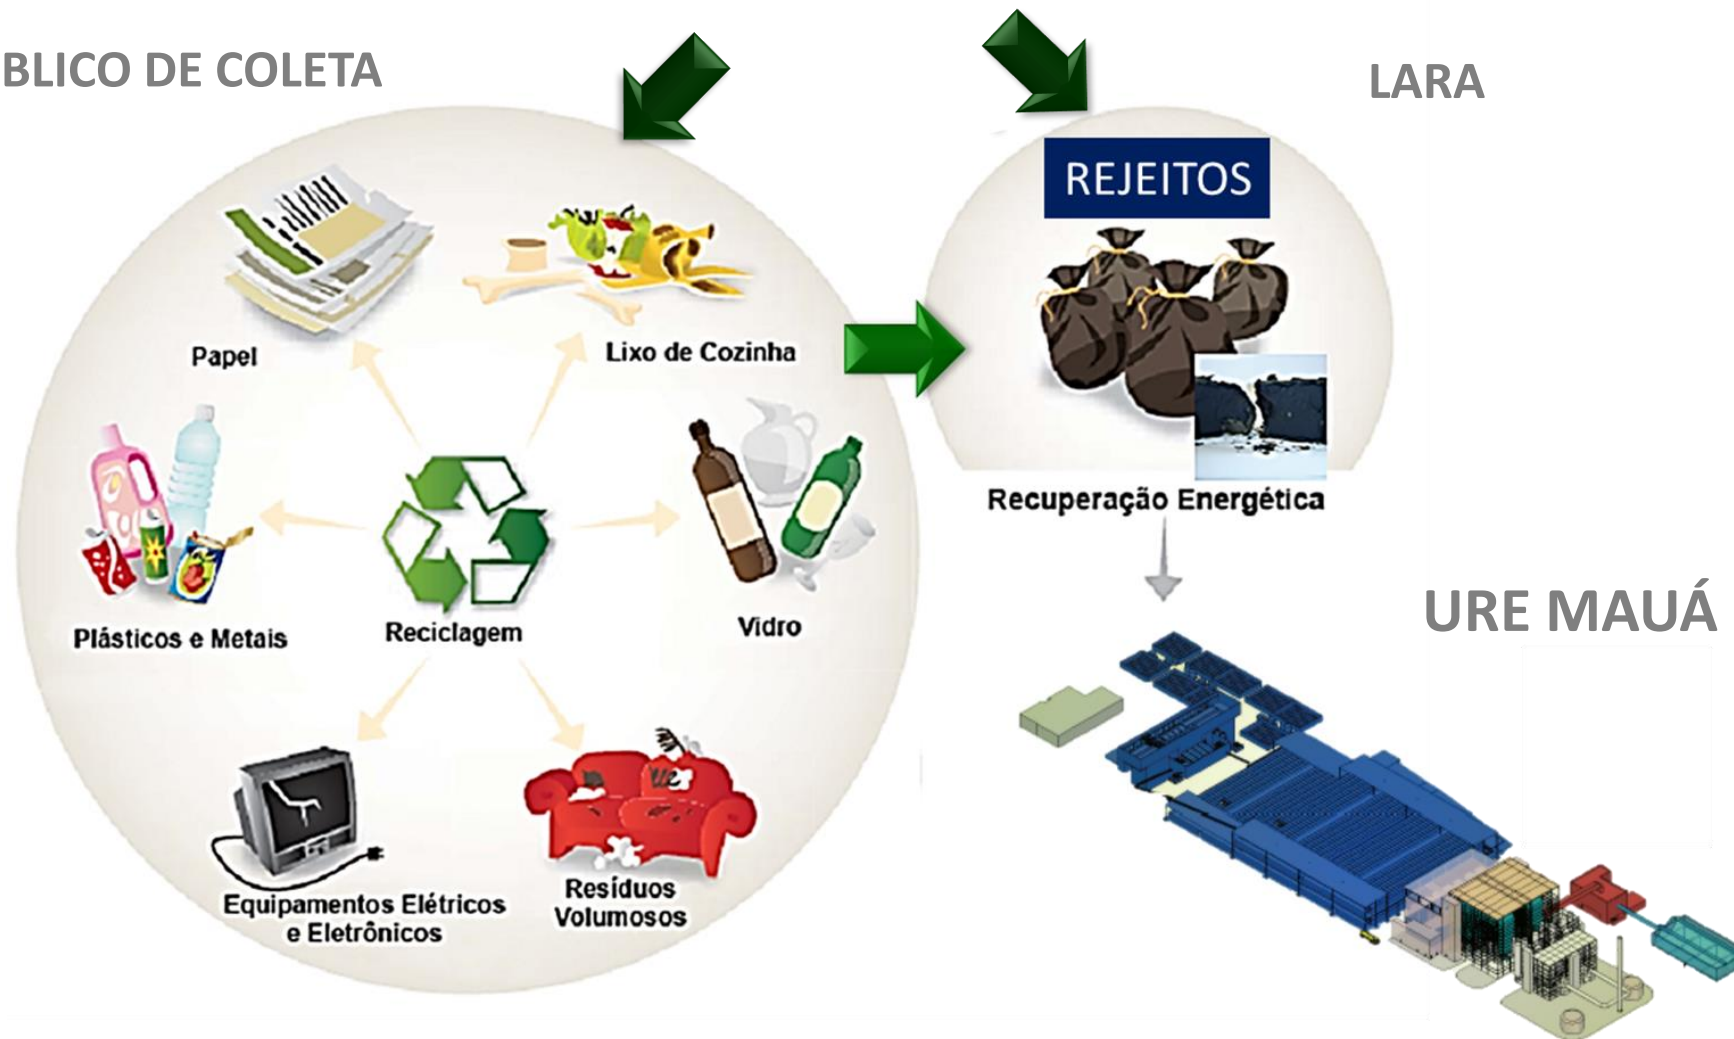 BLICO DE COLETA
LARA
REJEITOS
Papel
Lixo de Cozinha
Recuperação Energética
Plásticos e Metais
Reciclagem
Vidro
URE MAUÁ
Equipamentos Elétricos
e Eletrônicos
Resíduos
Volumosos